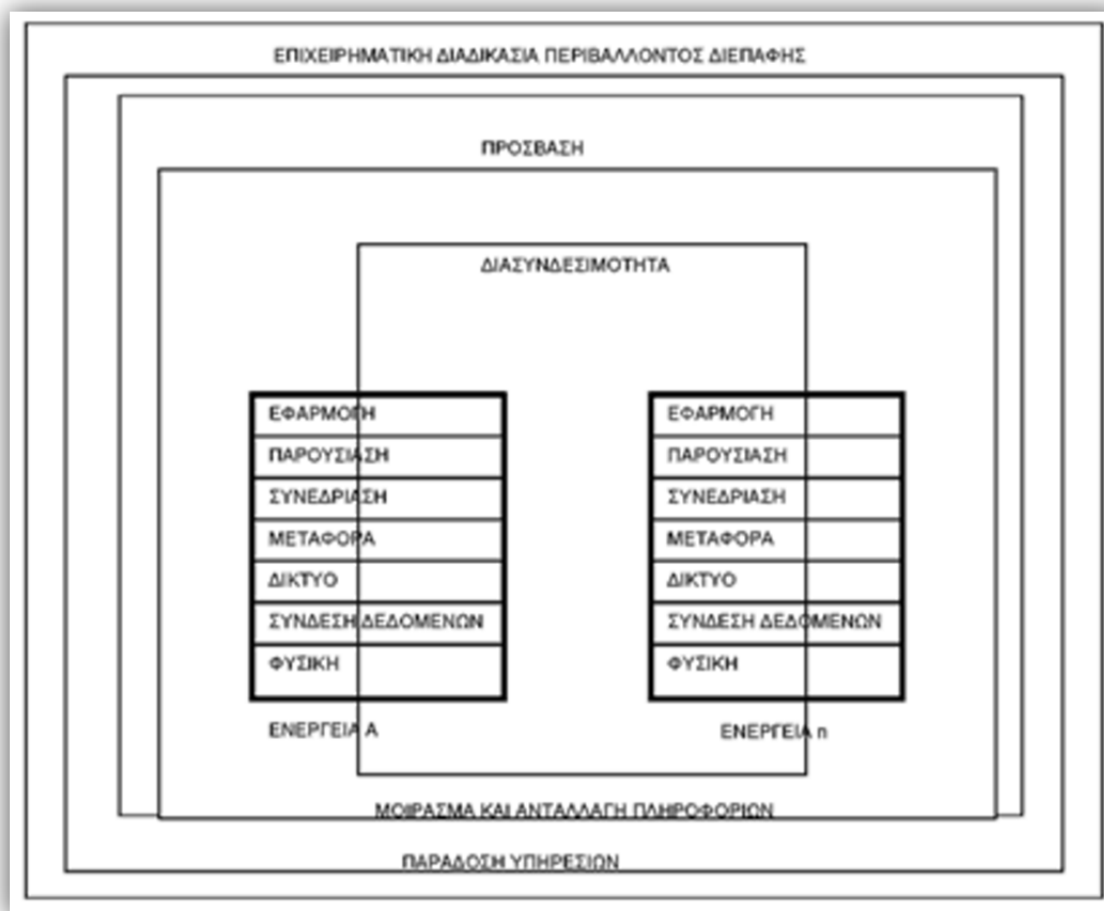 ΕΠΙΧΕΙΡΗΜΑΤΙΚΗ ΔΙΑΔΙΚΑΣΙΑ ΠΕΡΙΒΑΛΛΟΝΤΟΣ ΔΙΕΠΑΦΗΣ
ΠΡΟΣΒΑΣΗ
ΔΙΑΣΥΝΔΕΣΙΜΟΤΗΤΑ
ΕΦΑΡΜΟΓΗ
ΠΑΡΟΥΣΙΑΣΗ
ΣΥΝΕΔΡΙΑΣΗ
ΜΕΤΑΦΟΡΑ
ΔΙΚΤΥΟ
ΣΥΝΔΕΣΗ ΔΕΔΟΜΕΝΩΝ
ΦΥΣΙΚΗ
ΕΝΕΡΓΕΙΑ Α
ΕΦΑΡΜΟΓΗ
ΠΑΡΟΥΣΙΑΣΗ
ΣΥΝΕΔΡΙΑΣΗ
ΜΕΤΑΦΟΡΑ
ΔΙΚΤΥΟ
ΣΥΝΔΕΣΗ ΔΕΔΟΜΕΝΩΝ
ΦΥΣΙΚΗ
ΕΝΕΡΓΕΙΑ n
ΜΟΙΡΑΣΜΑ ΚΑΙ ΑΝΤΑΛΛΑΓΗ ΠΛΗΡΟΦΟΡΙΩΝ
ΠΑΡΑΔΟΣΗ ΥΠΗΡΕΣΙΩΝ